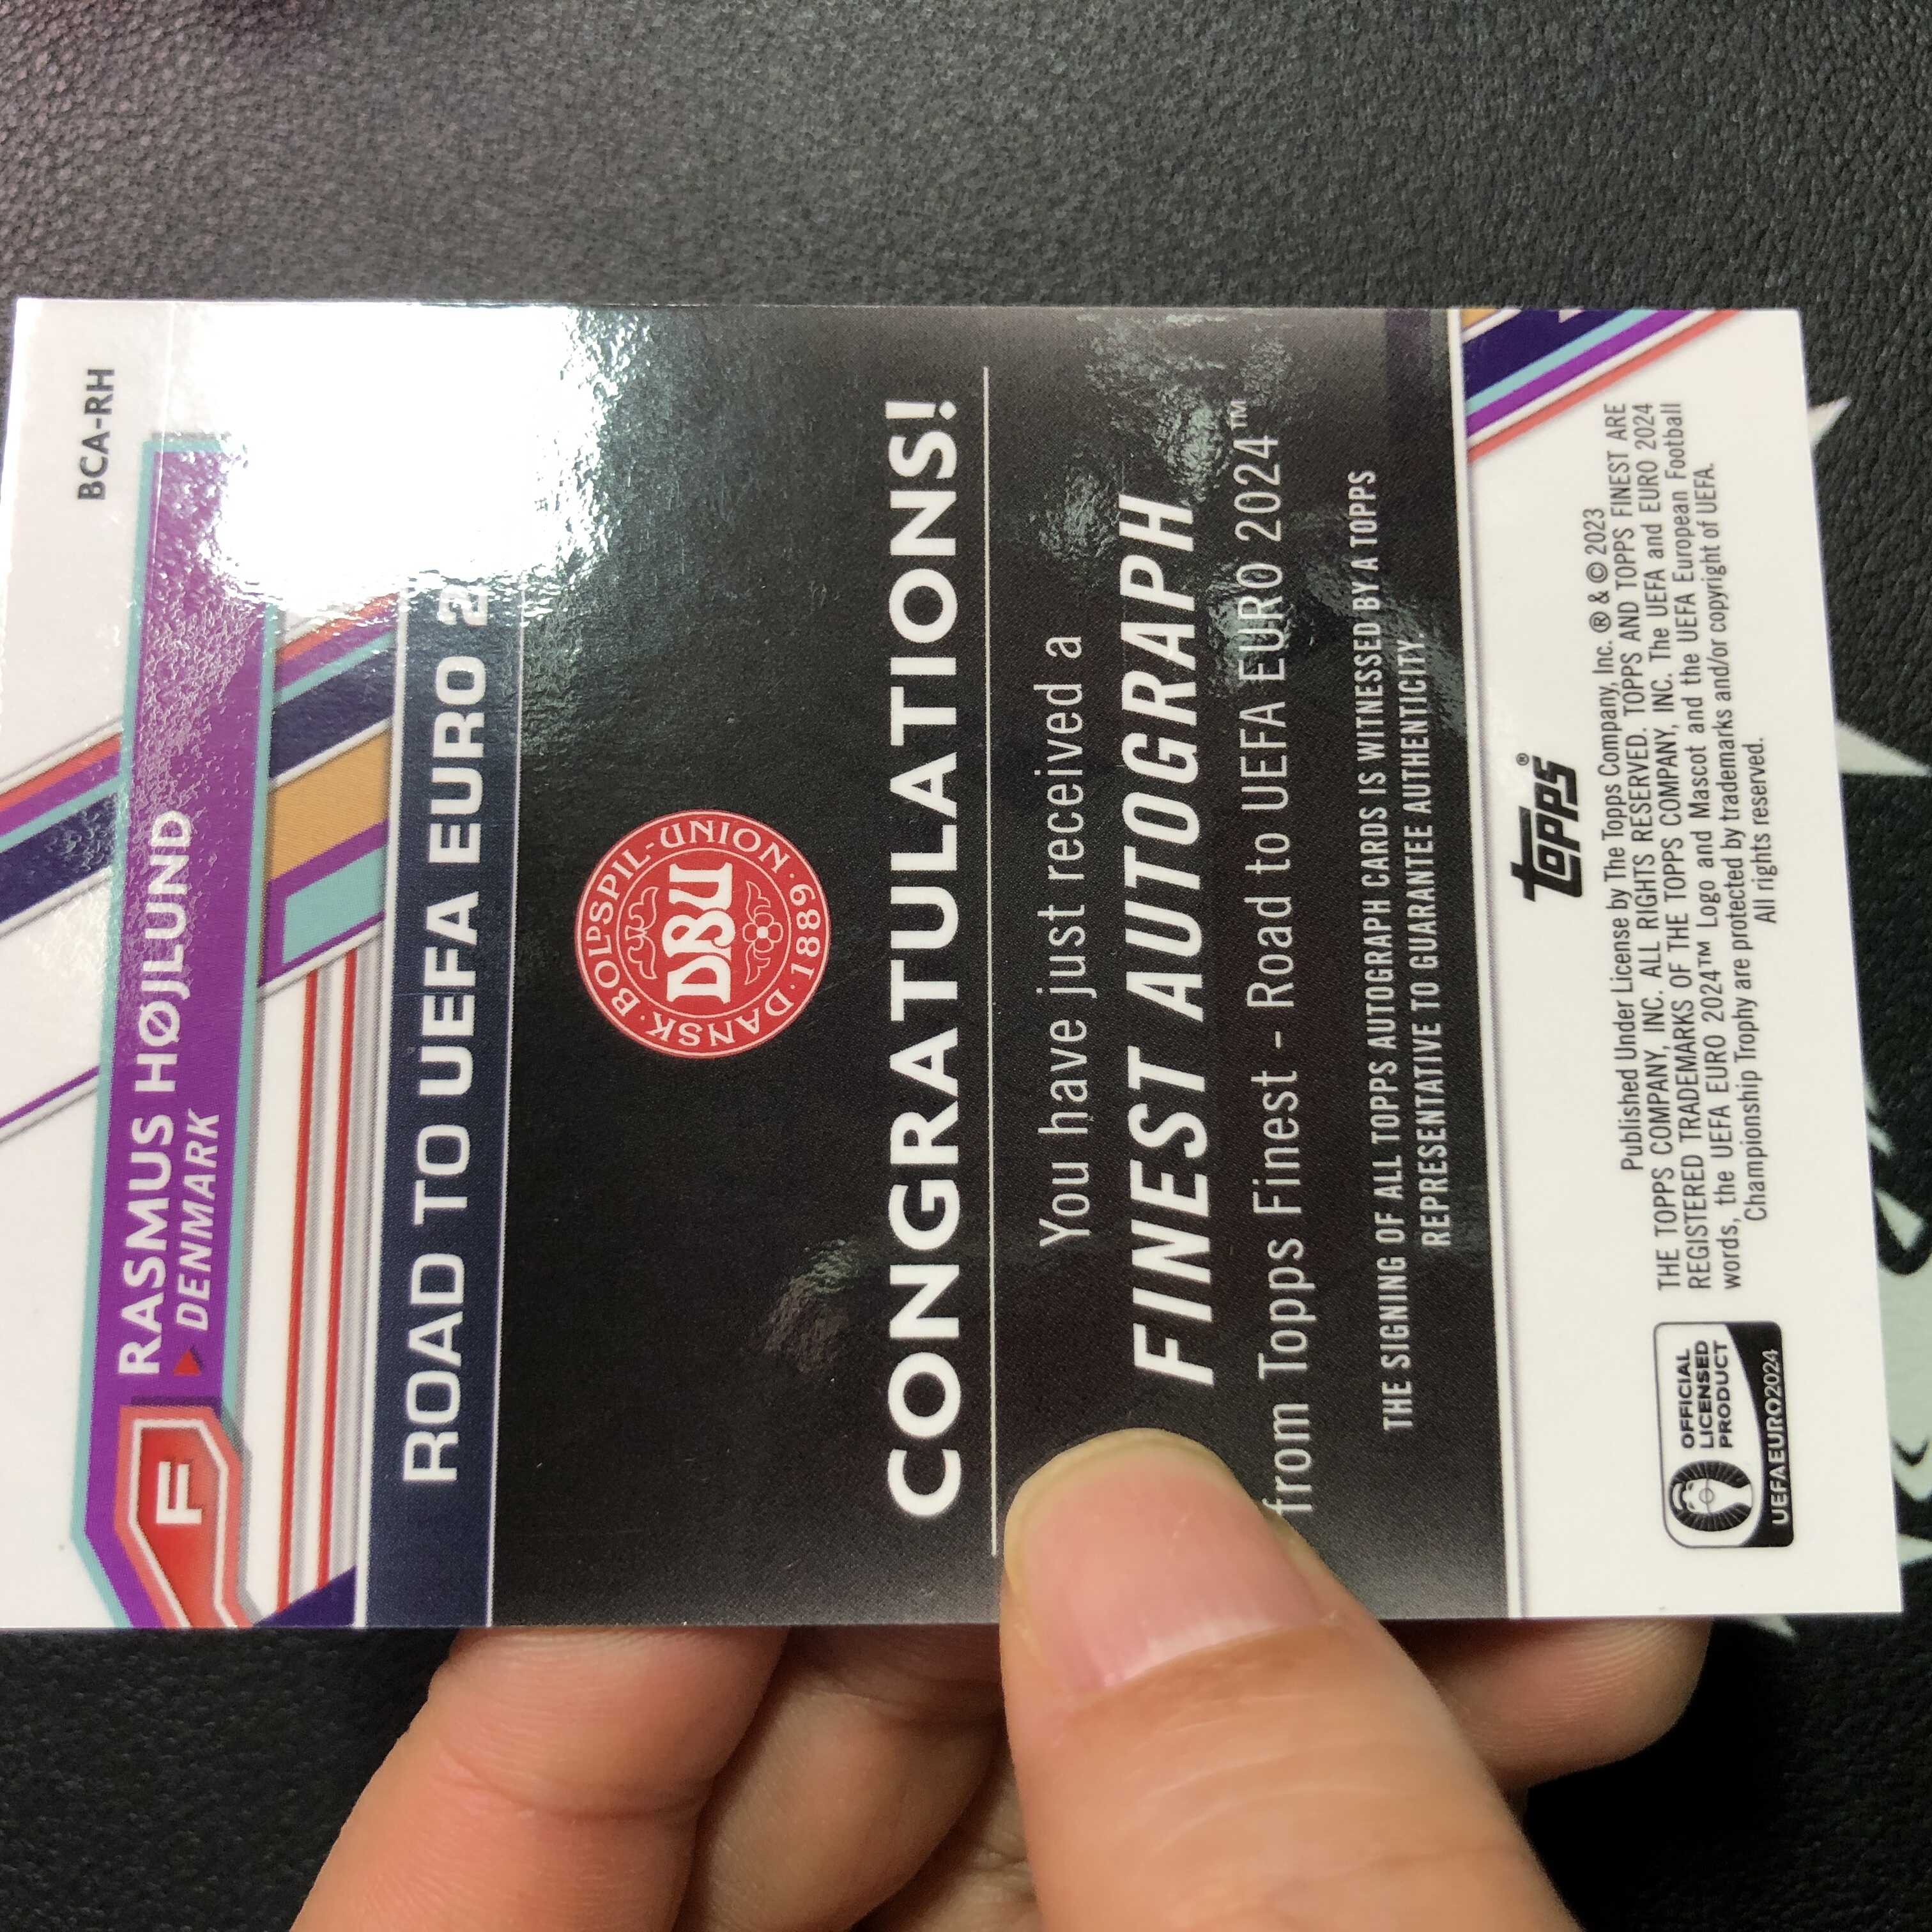 BCA-RH
F
RASMUS HØJLUND
DENMARK
ROAD TO UEFA EURO 2
DANSK·BOLDSPIL-UNION·1889·
DBU
CONGRATULATIONS!
You have just received a
FINEST AUTOGRAPH
from Topps Finest - Road to UEFA EURO 2024™
THE SIGNING OF ALL TOPPS AUTOGRAPH CARDS IS WITNESSED BY A TOPPS
REPRESENTATIVE TO GUARANTEE AUTHENTICITY.
topps®
Published Under License by The Topps Company, Inc. ® & © 2023
THE TOPPS COMPANY, INC. ALL RIGHTS RESERVED. TOPPS AND TOPPS FINEST ARE
REGISTERED TRADEMARKS OF THE TOPPS COMPANY, INC. The UEFA and EURO 2024
words, the UEFA EURO 2024™ Logo and Mascot and the UEFA European Football
Championship Trophy are protected by trademarks and/or copyright of UEFA.
All rights reserved.
OFFICIAL
LICENSED
PRODUCT
UEFAEURO2024